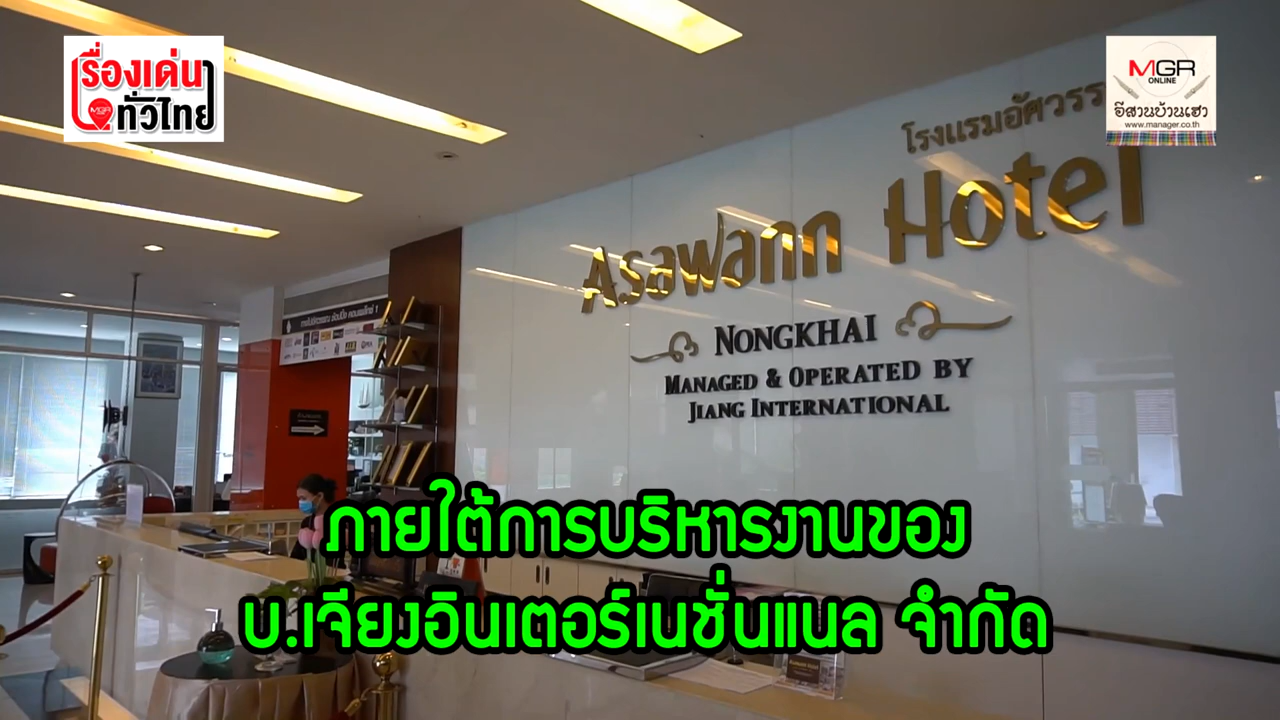 เรื่องเด่น
MGR
ทั่วไทย
MGR
ONLINE
อีสานบ้านเฮา
www.manager.co.th
โรงแรมอัศวรร
Asawann Hotel
NONGKHAI
MANAGED & OPERATED BY
JIANG INTERNATIONAL
ภายใต้การบริหารงานของ
บ.เจียงอินเตอร์เนชั่นแนล จำกัด